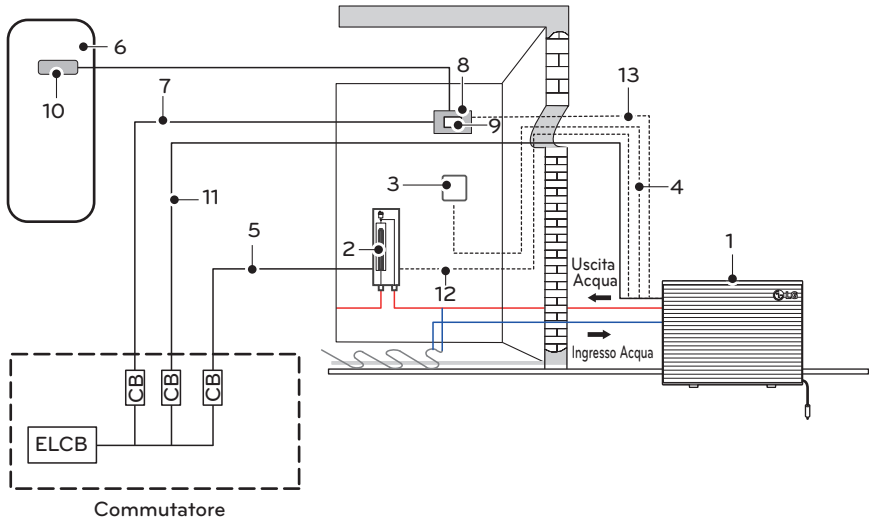 6
10
7
8
9
13
4
3
11
5
2
12
1
Uscita
Acqua
LG
Ingresso Acqua
CB
CB
CB
ELCB
Commutatore